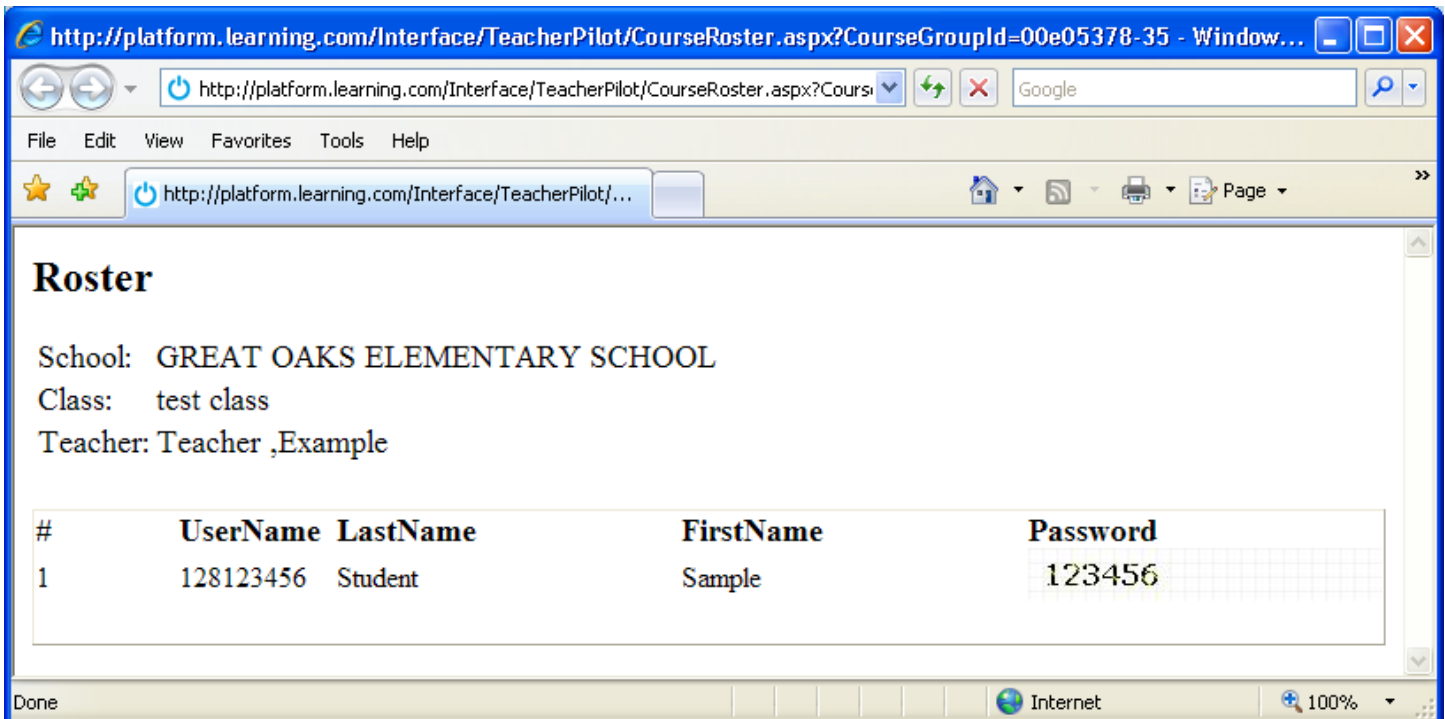 http://platform.learning.com/Interface/TeacherPilot/CourseRoster.aspx?CourseGroupId=00e05378-35 - Window...
http://platform.learning.com/Interface/TeacherPilot/CourseRoster.aspx?Cours
Google
File Edit View Favorites Tools Help
http://platform.learning.com/Interface/TeacherPilot/...
Page
»
Roster
School: GREAT OAKS ELEMENTARY SCHOOL
Class: test class
Teacher: Teacher ,Example
# UserName LastName FirstName Password
1 128123456 Student Sample 123456
Done Internet 100%